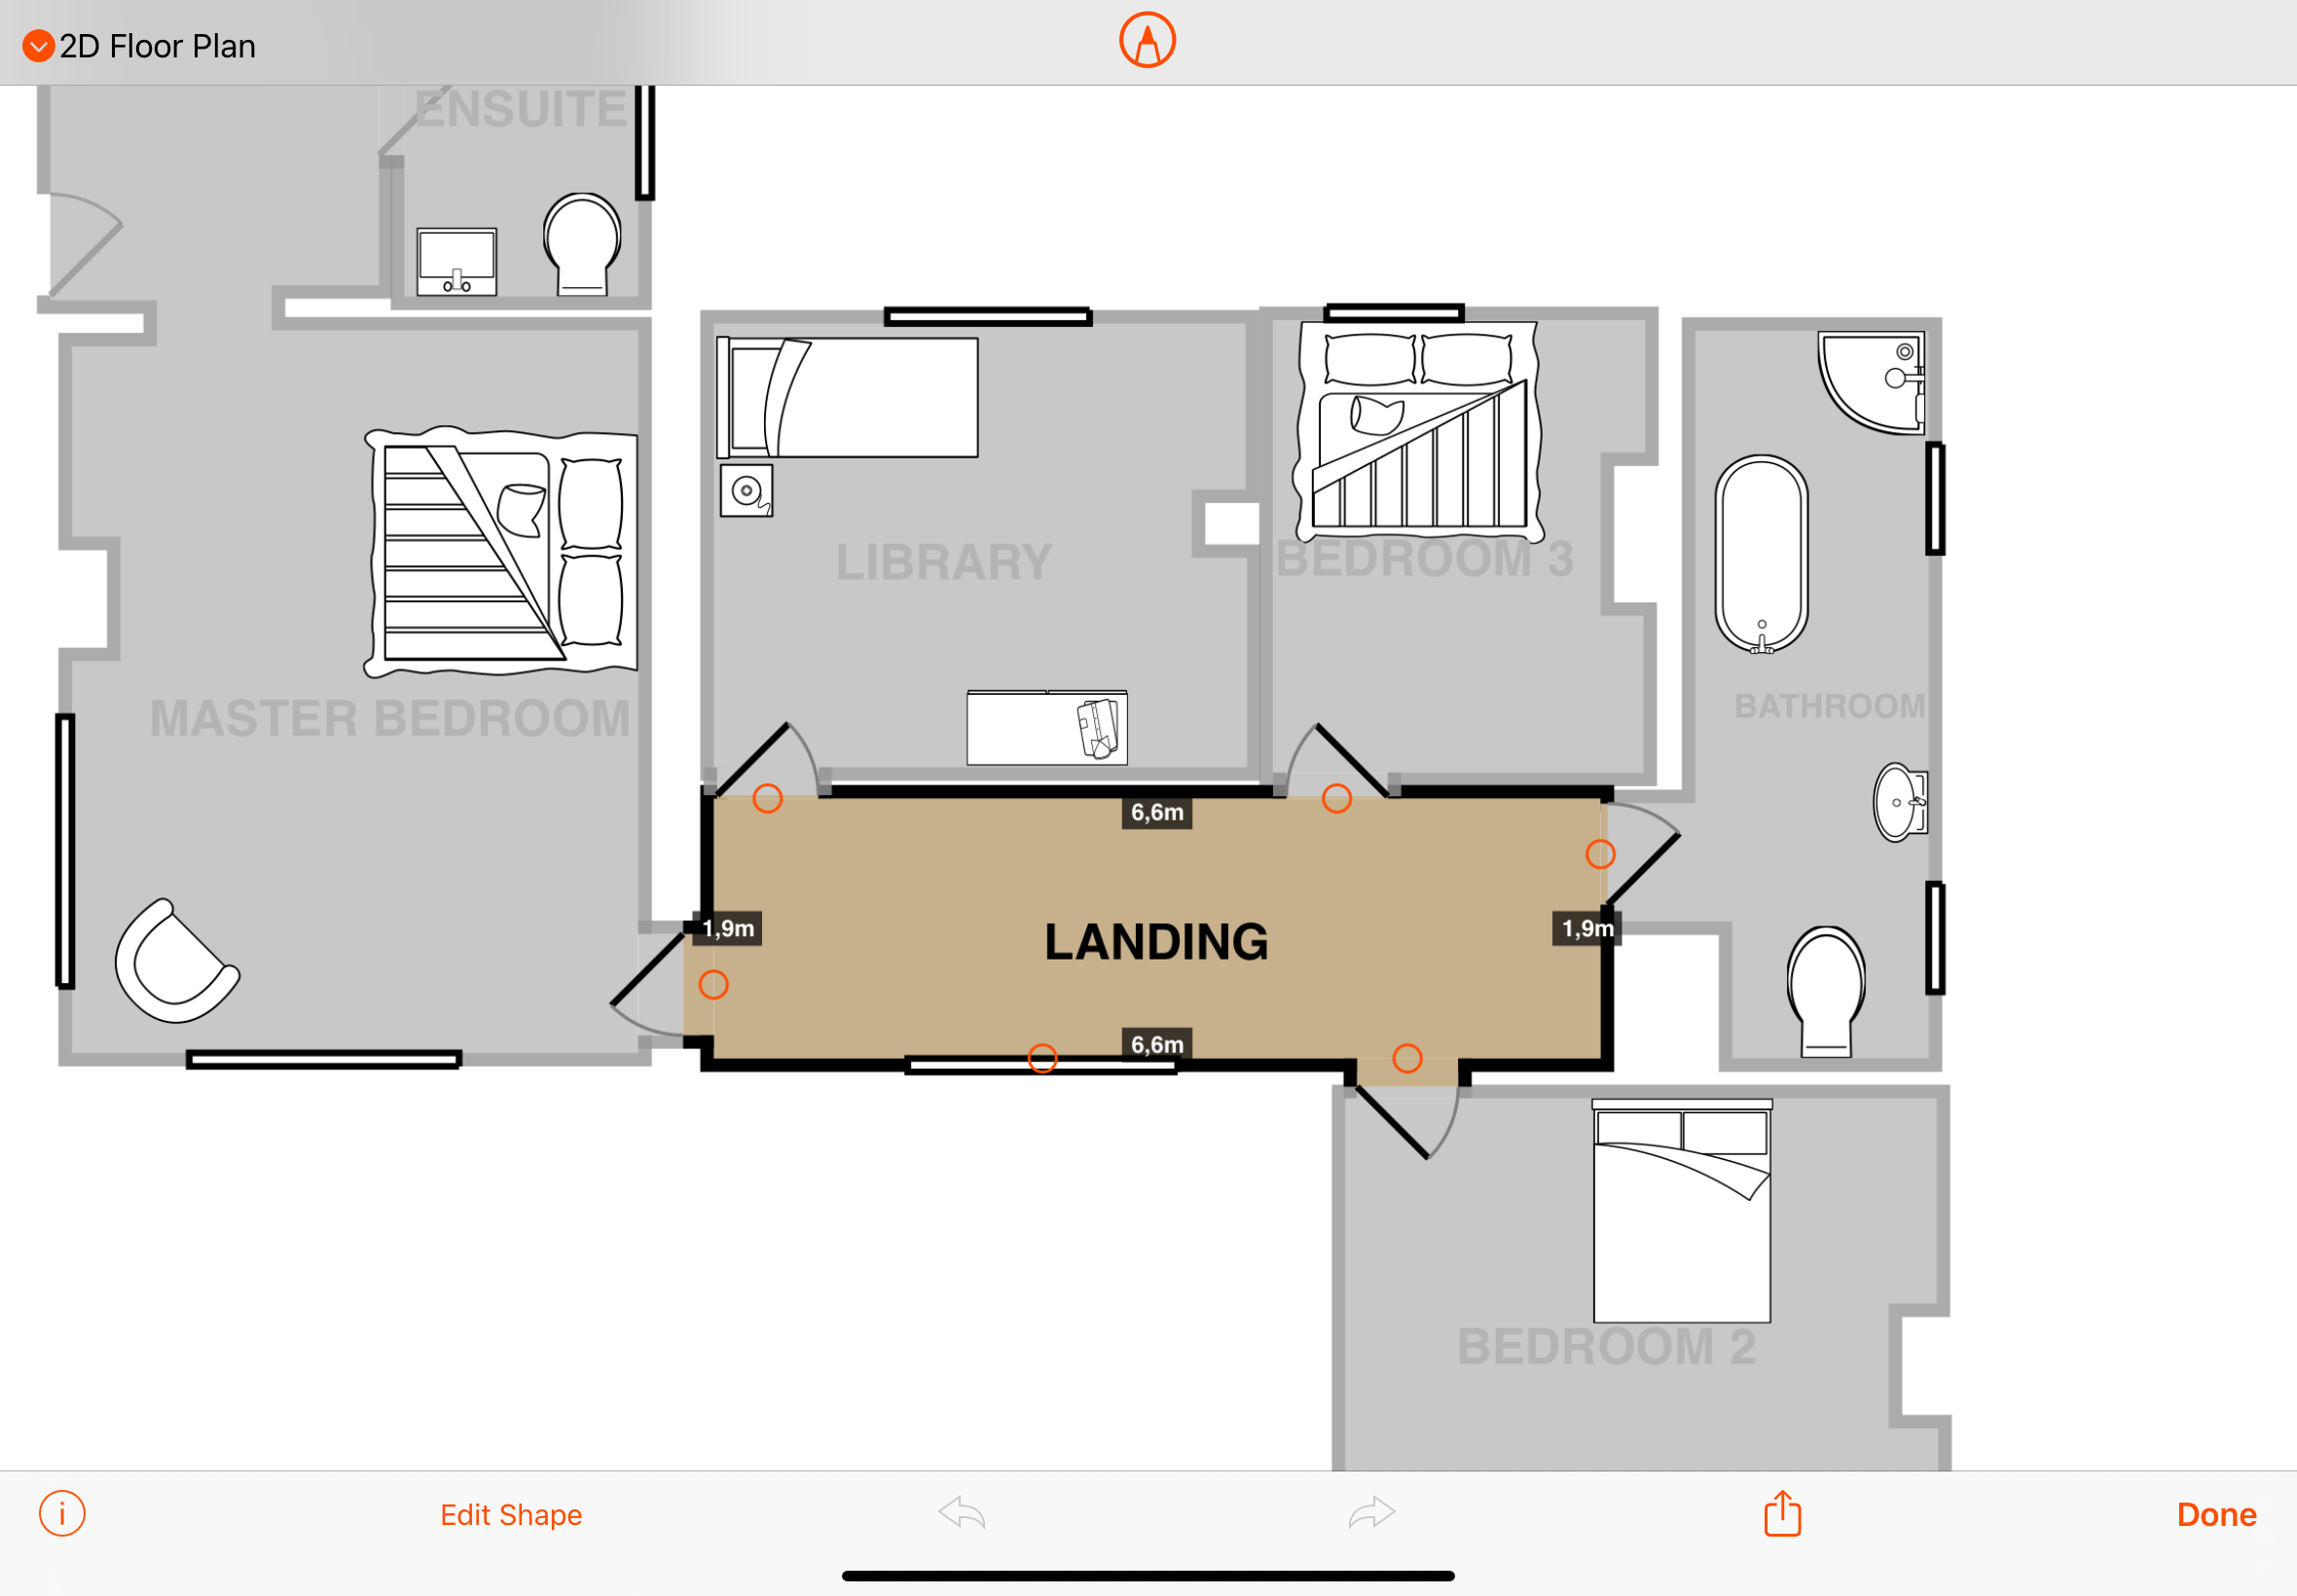 2D Floor Plan
ENSUITE
LIBRARY
BEDROOM 3
MASTER BEDROOM
BATHROOM
6,6m
1,9m
LANDING
1,9m
6,6m
BEDROOM 2
Edit Shape
Done